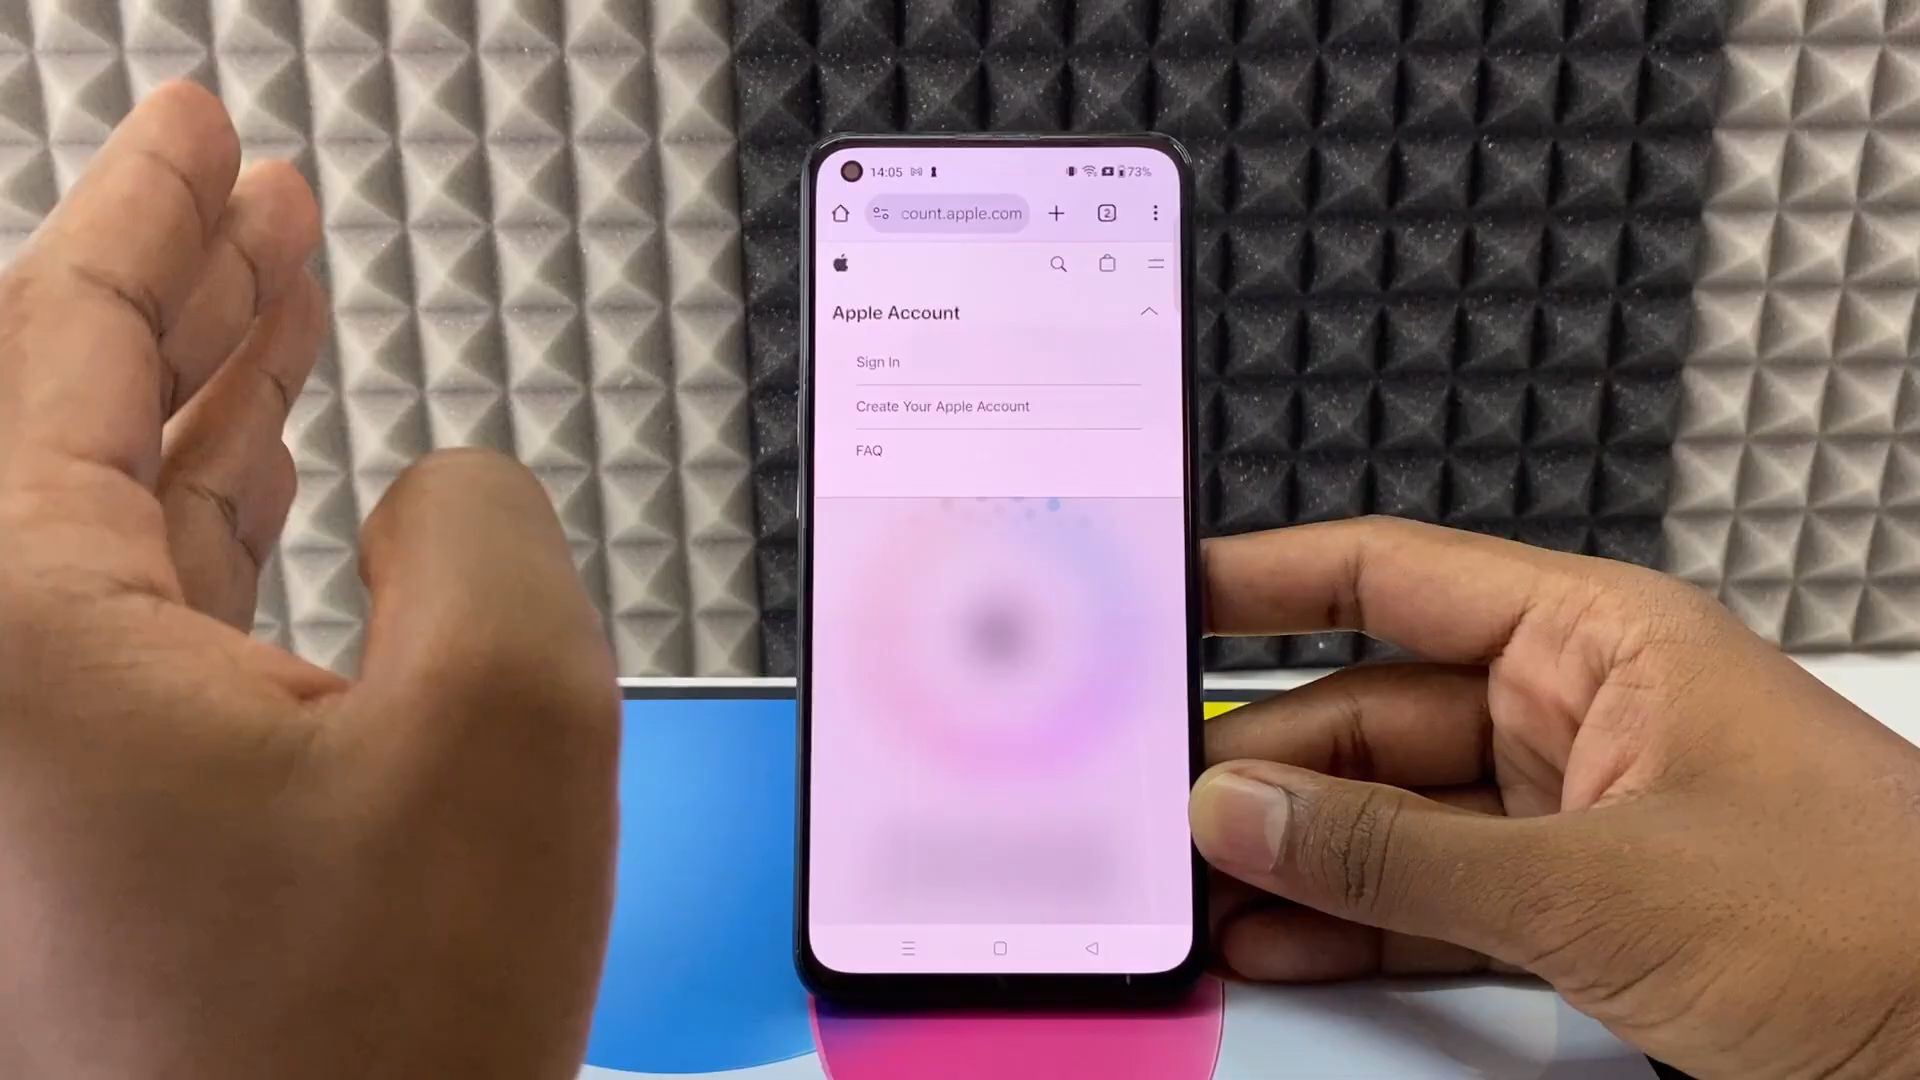 14:05
73%
count.apple.com
2
Apple Account
Sign In
Create Your Apple Account
FAQ